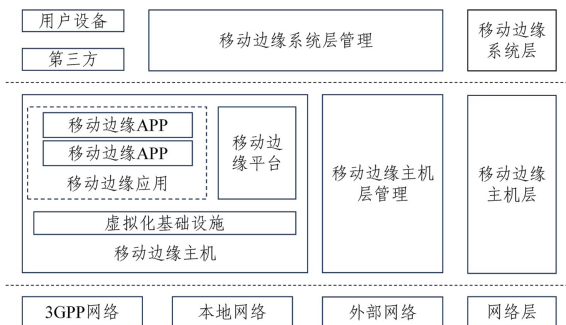 用户设备
第三方
移动边缘系统层管理
移动边缘
系统层
移动边缘APP
移动边缘APP
移动边缘应用
移动边
缘平台
虚拟化基础设施
移动边缘主机
移动边缘主机
层管理
移动边缘
主机层
3GPP网络
本地网络
外部网络
网络层